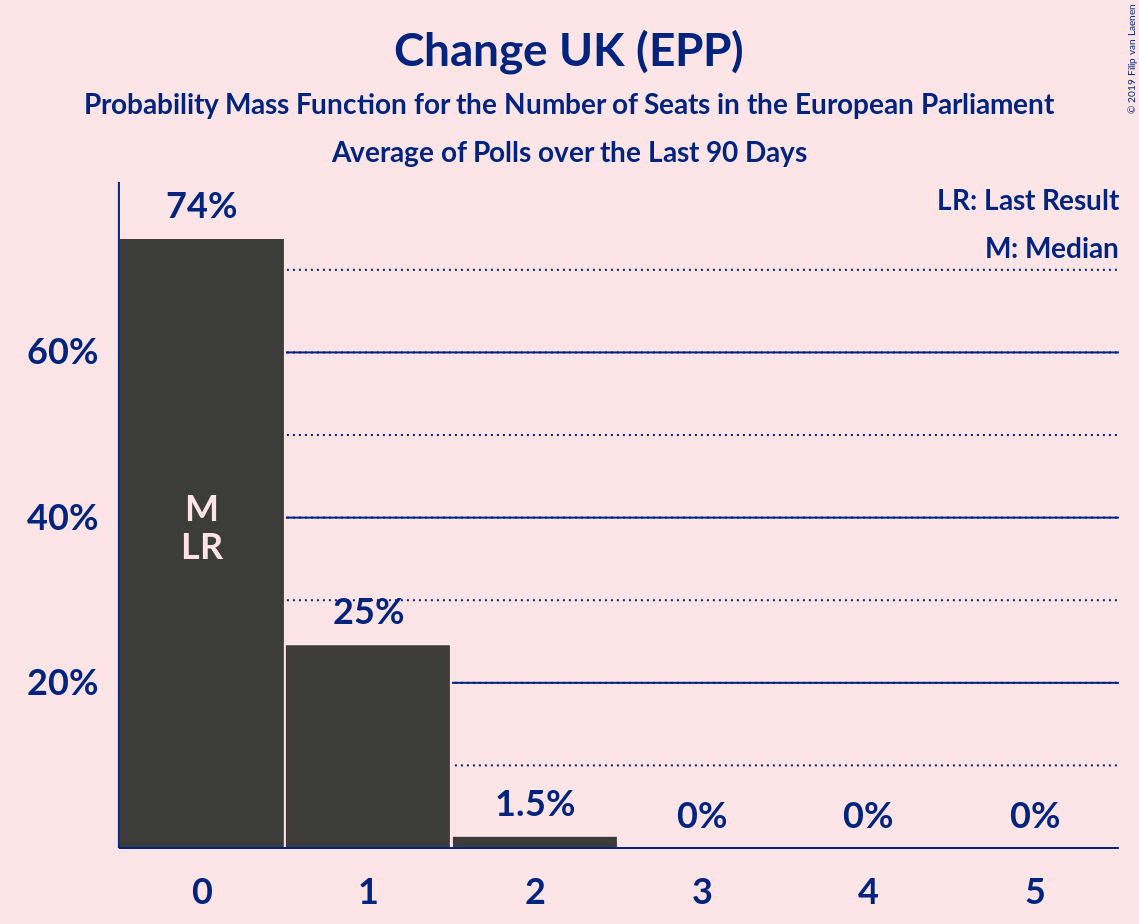 Change UK (EPP)
Probability Mass Function for the Number of Seats in the European Parliament
Average of Polls over the Last 90 Days
© 2019 Filip van Laenen
LR: Last Result
M: Median
74%
60%
40%
20%
M
LR
25%
1.5%
0%
0%
0%
0
1
2
3
4
5